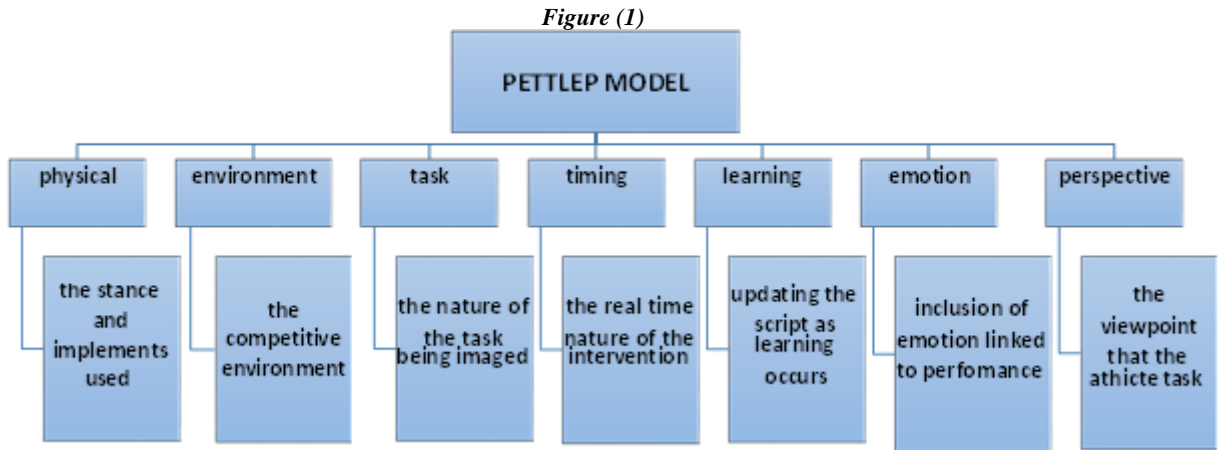 Figure (1)
PETTLEP MODEL
physical
environment
task
timing
learning
emotion
perspective
the stance
and
implements
used
the
competitive
environment
the nature of
the task
being imaged
the real time
nature of the
intervention
updating the
script as
learning
occurs
inclusion of
emotion linked
to perfomance
the
viewpoint
that the
athicte task